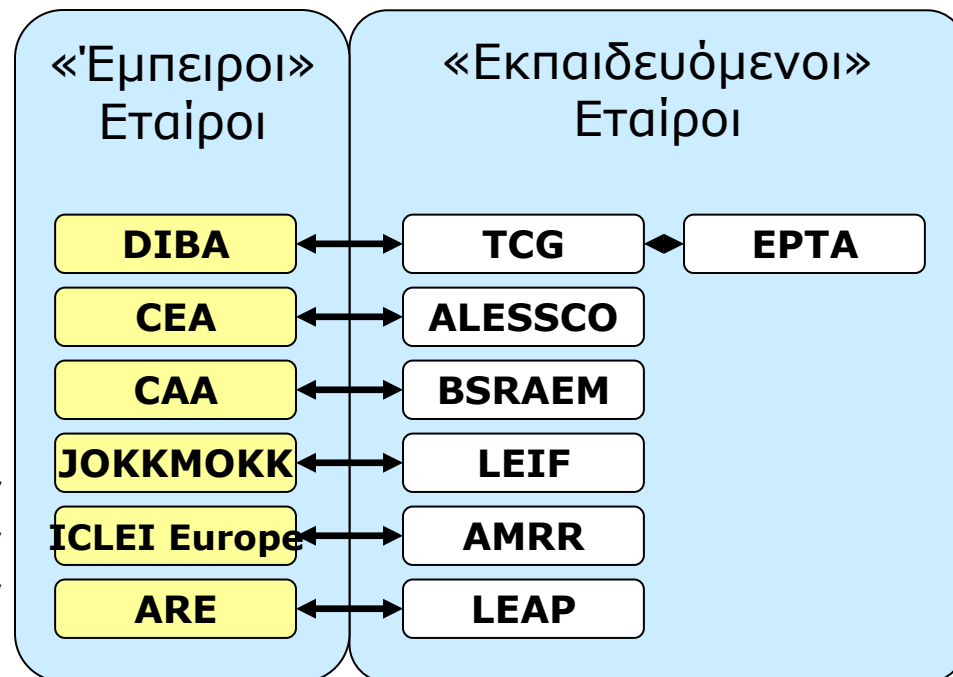 «Έμπειροι»
Εταίροι
«Εκπαιδευόμενοι»
Εταίροι
DIBA
TCG
EPTA
CEA
ALESSCO
CAA
BSRAEM
JOKKMOKK
LEIF
ICLEI Europe
AMRR
ARE
LEAP